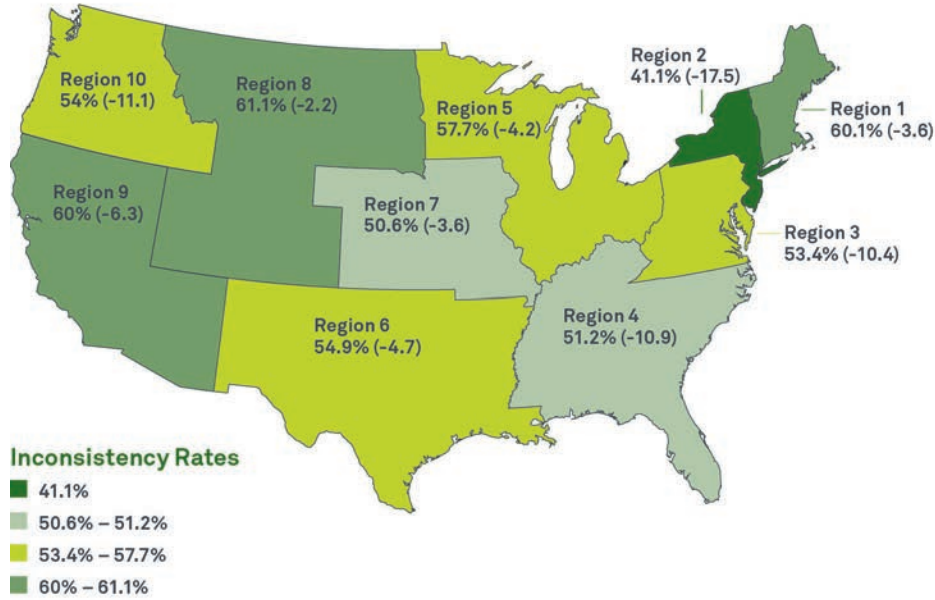 Region 2
41.1% (-17.5)
Region 10
54% (-11.1)
Region 8
61.1% (-2.2)
Region 5
57.7% (-4.2)
Region 1
60.1% (-3.6)
Region 9
60% (-6.3)
Region 7
50.6% (-3.6)
Region 3
53.4% (-10.4)
Region 6
54.9% (-4.7)
Region 4
51.2% (-10.9)
Inconsistency Rates
41.1%
50.6% – 51.2%
53.4% – 57.7%
60% – 61.1%